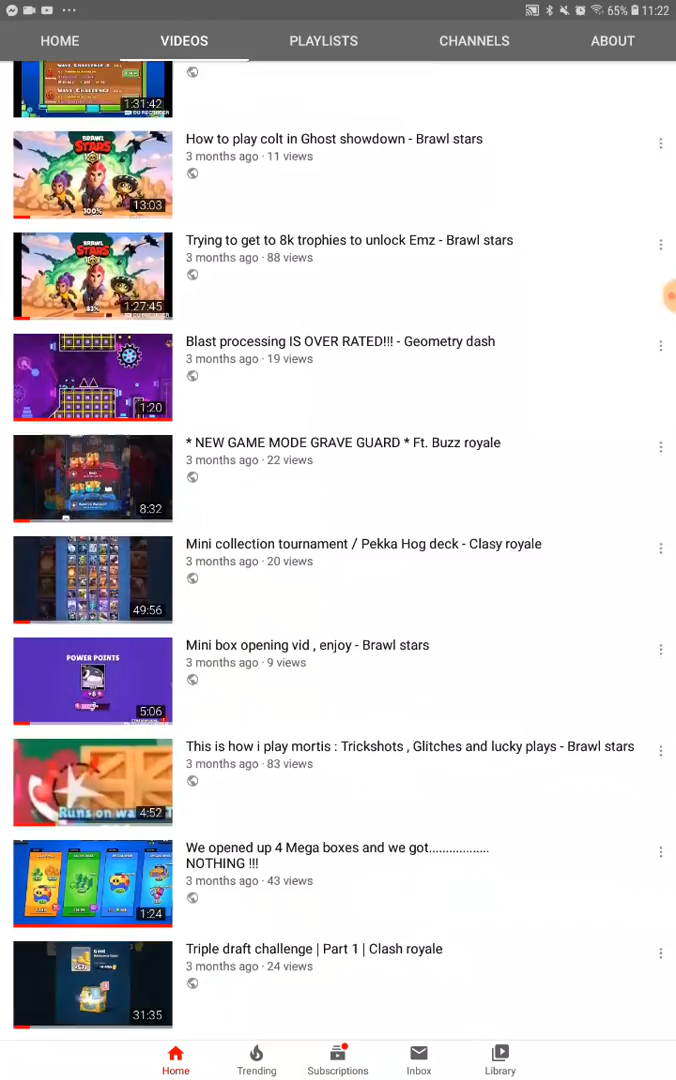 65% 11:22
HOME VIDEOS PLAYLISTS CHANNELS ABOUT
1:31:42
How to play colt in Ghost showdown - Brawl stars
3 months ago · 11 views
BRAWL STARS
100%
13:03
Trying to get to 8k trophies to unlock Emz - Brawl stars
3 months ago · 88 views
BRAWL STARS
1:27:45
Blast processing IS OVER RATED!!! - Geometry dash
3 months ago · 19 views
1:20
* NEW GAME MODE GRAVE GUARD * Ft. Buzz royale
3 months ago · 22 views
8:32
Mini collection tournament / Pekka Hog deck - Clasy royale
3 months ago · 20 views
49:56
Mini box opening vid , enjoy - Brawl stars
3 months ago · 9 views
POWER POINTS
5:06
This is how i play mortis : Trickshots , Glitches and lucky plays - Brawl stars
3 months ago · 83 views
Runs on wa
4:52
We opened up 4 Mega boxes and we got..................
NOTHING !!!
3 months ago · 43 views
1:24
Triple draft challenge | Part 1 | Clash royale
3 months ago · 24 views
31:35
Home Trending Subscriptions Inbox Library